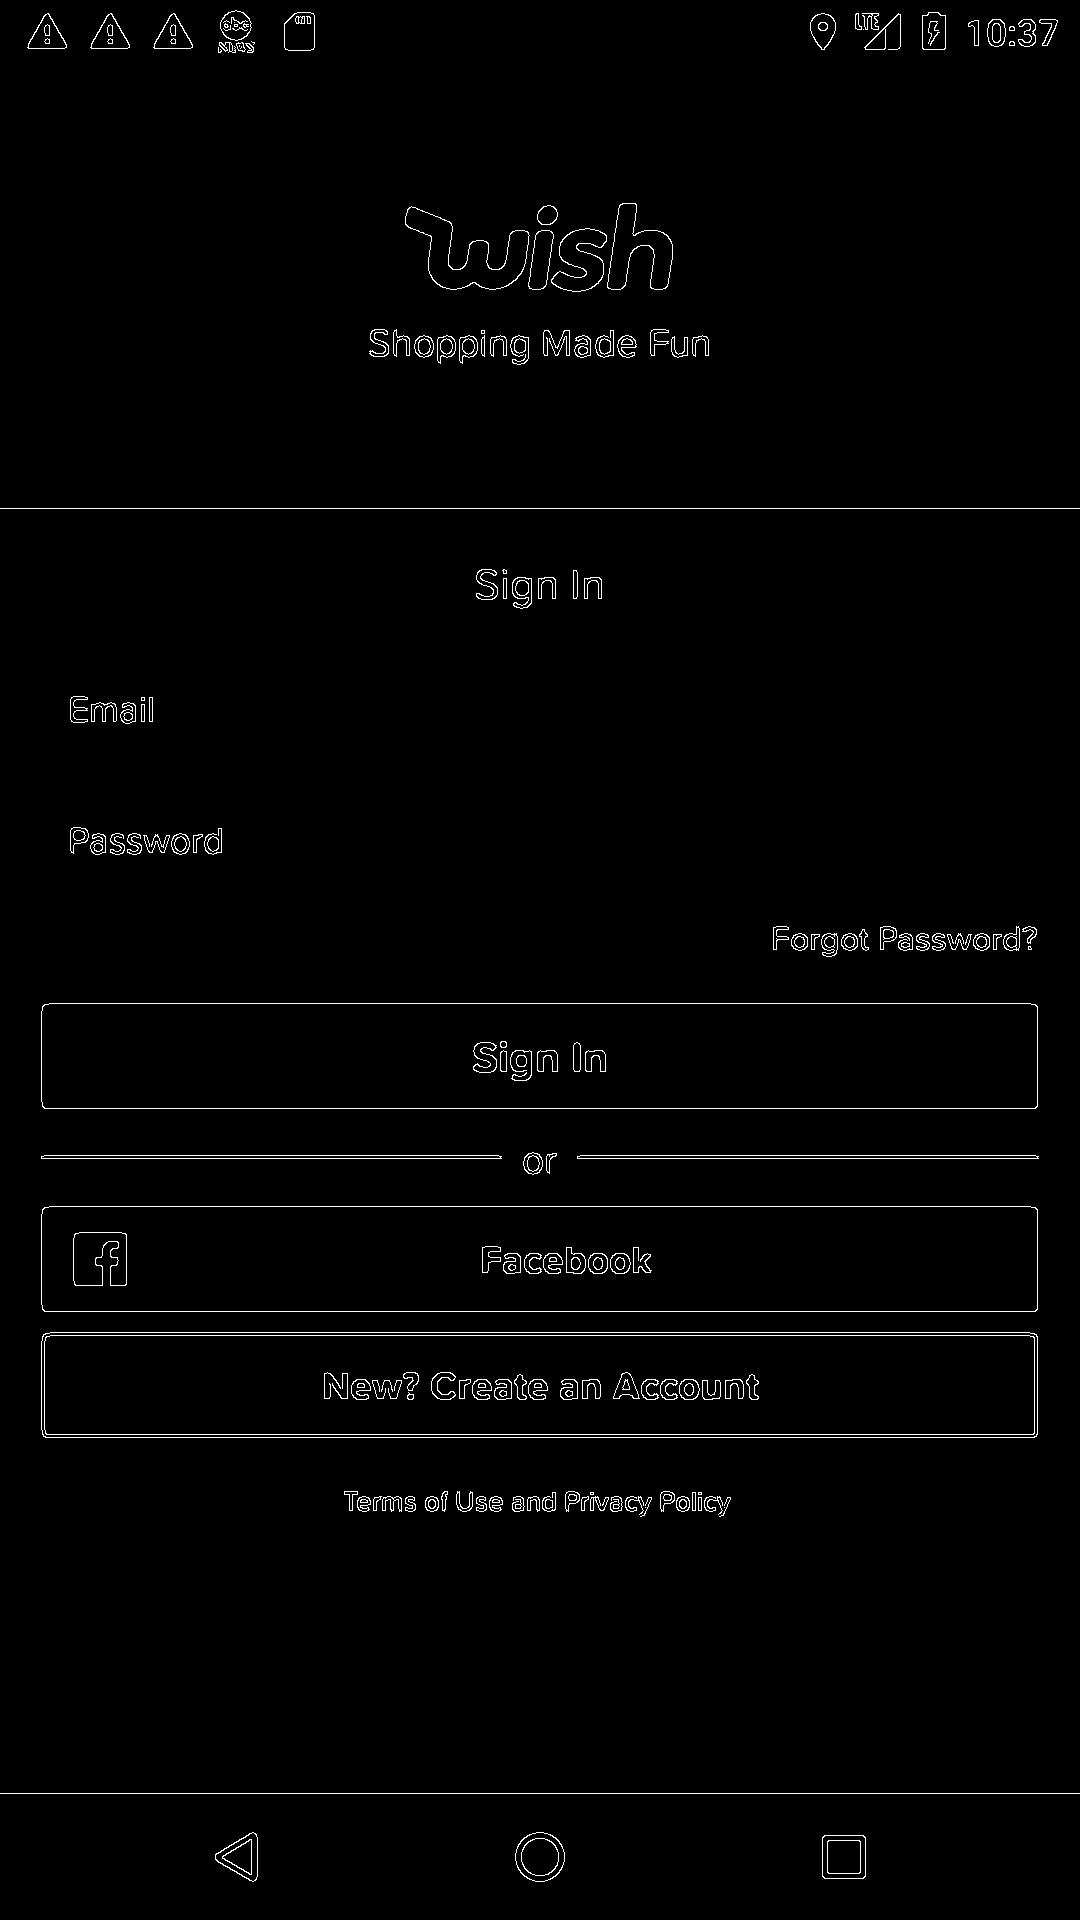 abc
NEWS
LTE
10:37
wish
Shopping Made Fun
Sign In
Email
Password
Forgot Password?
Sign In
or
Facebook
New? Create an Account
Terms of Use and Privacy Policy